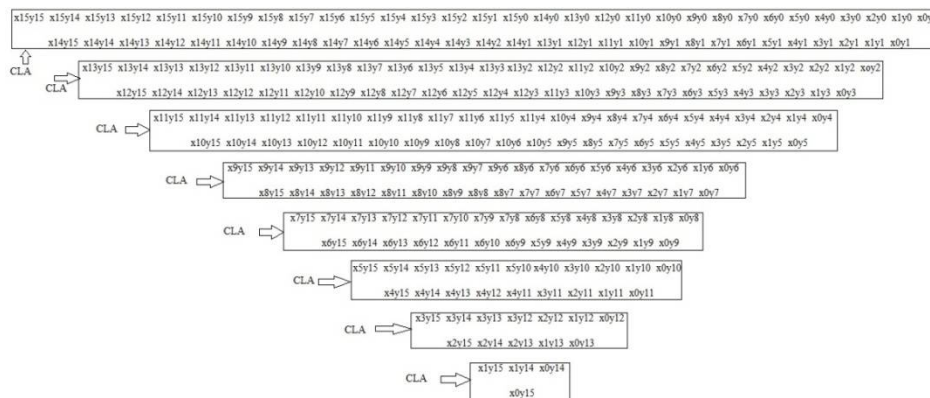 x15y15 x15y14 x15y13 x15y12 x15y11 x15y10 x15y9 x15y8 x15y7 x15y6 x15y5 x15y4 x15y3 x15y2 x15y1 x15y0 x14y0 x13y0 x12y0 x11y0 x10y0 x9y0 x8y0 x7y0 x6y0 x5y0 x4y0 x3y0 x2y0 x1y0
x14y15 x14y14 x14y13 x14y12 x14y11 x14y10 x14y9 x14y8 x14y7 x14y6 x14y5 x14y4 x14y3 x14y2 x14y1 x13y1 x12y1 x11y1 x10y1 x9y1 x8y1 x7y1 x6y1 x5y1 x4y1 x3y1 x2y1 x1y1 x0y1
CLA
x13y15 x13y14 x13y13 x13y12 x13y11 x13y10 x13y9 x13y8 x13y7 x13y6 x13y5 x13y4 x13y3 x13y2 x12y2 x11y2 x10y2 x9y2 x8y2 x7y2 x6y2 x5y2 x4y2 x3y2 x2y2 x1y2 xoy2
CLA
x12y15 x12y14 x12y13 x12y12 x12y11 x12y10 x12y9 x12y8 x12y7 x12y6 x12y5 x12y4 x12y3 x11y3 x10y3 x9y3 x8y3 x7y3 x6y3 x5y3 x4y3 x3y3 x2y3 x1y3 x0y3
x11y15 x11y14 x11y13 x11y12 x11y11 x11y10 x11y9 x11y8 x11y7 x11y6 x11y5 x11y4 x10y4 x9y4 x8y4 x7y4 x6y4 x5y4 x4y4 x3y4 x2y4 x1y4 x0y4
CLA
x10y15 x10y14 x10y13 x10y12 x10y11 x10y10 x10y9 x10y8 x10y7 x10y6 x10y5 x9y5 x8y5 x7y5 x6y5 x5y5 x4y5 x3y5 x2y5 x1y5 x0y5
x9y15 x9y14 x9y13 x9y12 x9y11 x9y10 x9y9 x9y8 x9y7 x9y6 x8y6 x7y6 x6y6 x5y6 x4y6 x3y6 x2y6 x1y6 x0y6
CLA
x8y15 x8y14 x8y13 x8y12 x8y11 x8y10 x8y9 x8y8 x8y7 x7y7 x6y7 x5y7 x4y7 x3y7 x2y7 x1y7 x0y7
x7y15 x7y14 x7y13 x7y12 x7y11 x7y10 x7y9 x7y8 x6y8 x5y8 x4y8 x3y8 x2y8 x1y8 x0y8
CLA
x6y15 x6y14 x6y13 x6y12 x6y11 x6y10 x6y9 x5y9 x4y9 x3y9 x2y9 x1y9 x0y9
x5y15 x5y14 x5y13 x5y12 x5y11 x5y10 x4y10 x3y10 x2y10 x1y10 x0y10
CLA
x4y15 x4y14 x4y13 x4y12 x4y11 x3y11 x2y11 x1y11 x0y11
x3y15 x3y14 x3y13 x3y12 x2y12 x1y12 x0y12
CLA
x2y15 x2y14 x2y13 x1y13 x0y13
x1y15 x1y14 x0y14
CLA
x0y15